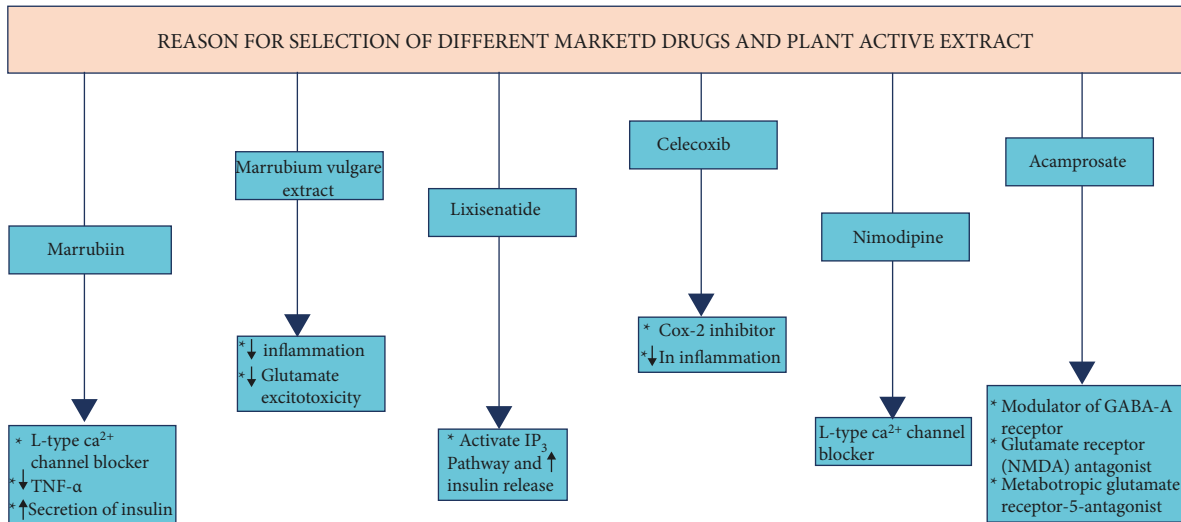 REASON FOR SELECTION OF DIFFERENT MARKETD DRUGS AND PLANT ACTIVE EXTRACT
Marrubiin
* L-type ca²⁺
channel blocker
*↓ TNF-α
*↑Secretion of insulin
Marrubium vulgare
extract
*↓ inflammation
*↓ Glutamate
excitotoxicity
Lixisenatide
* Activate IP₃
Pathway and ↑
insulin release
Celecoxib
* Cox-2 inhibitor
*↓In inflammation
Nimodipine
L-type ca²⁺ channel
blocker
Acamprosate
* Modulator of GABA-A
receptor
* Glutamate receptor
(NMDA) antagonist
* Metabotropic glutamate
receptor-5-antagonist